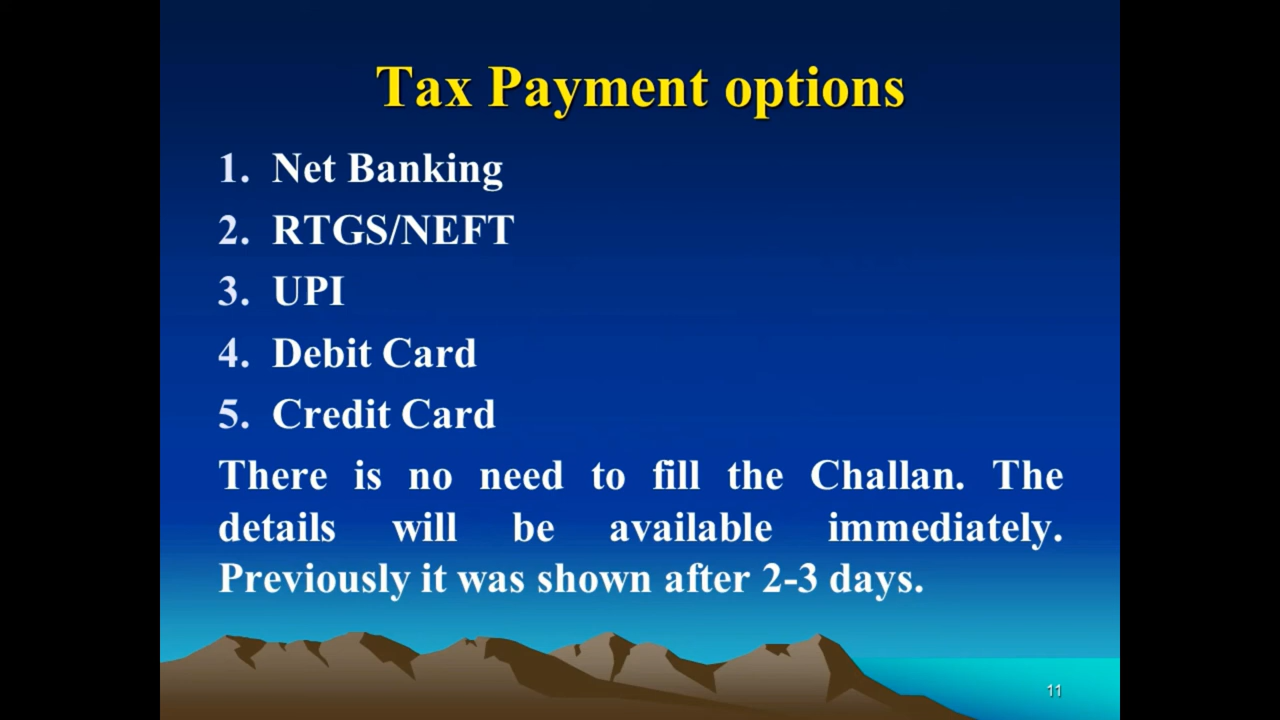 Tax Payment options
1. Net Banking
2. RTGS/NEFT
3. UPI
4. Debit Card
5. Credit Card
There is no need to fill the Challan. The
details will be available immediately.
Previously it was shown after 2-3 days.
11